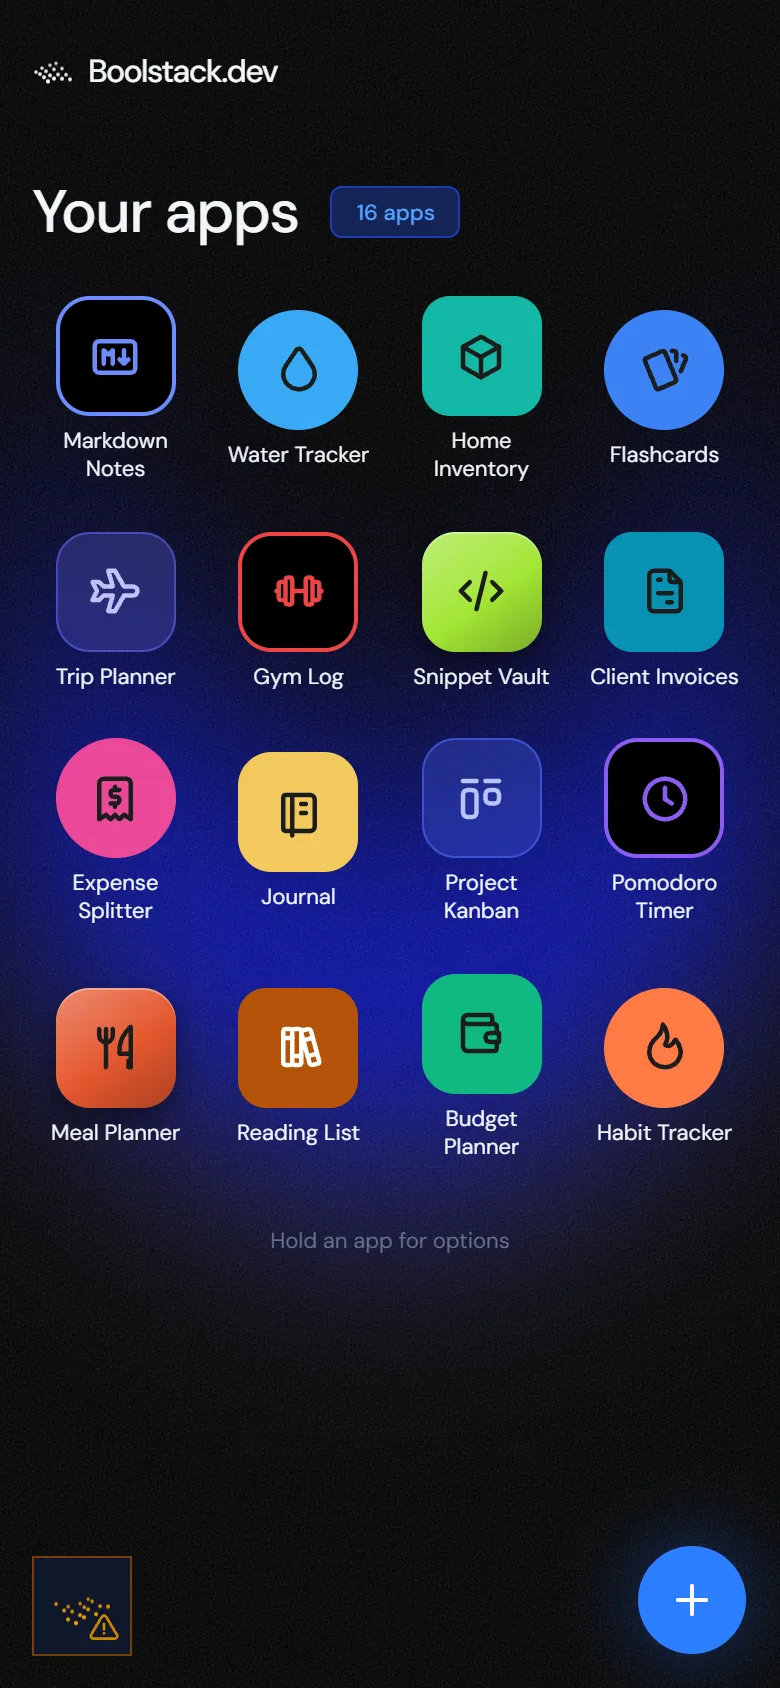 Boolstack.dev
Your apps
16 apps
Markdown
Notes
Water Tracker
Home
Inventory
Flashcards
Trip Planner
Gym Log
Snippet Vault
Client Invoices
Expense
Splitter
Journal
Project
Kanban
Pomodoro
Timer
Meal Planner
Reading List
Budget
Planner
Habit Tracker
Hold an app for options